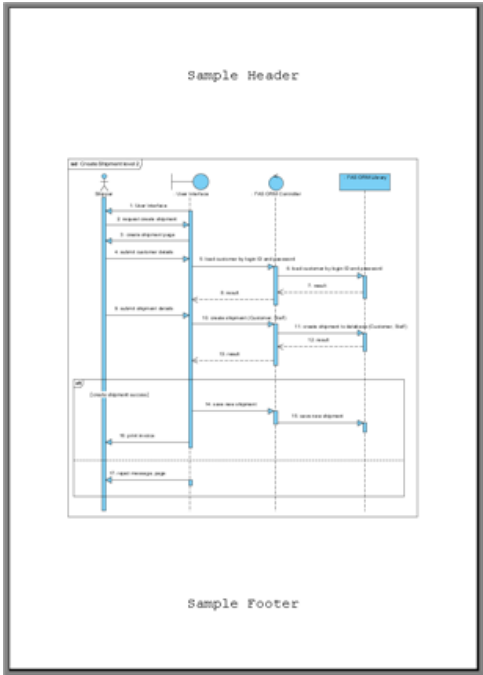 Sample Header
sd Create Shipment level 2
Shipper
: User Interface
: FAS ORM Controller
: FAS ORM Library
1: User Interface
2: request create shipment
3: create shipment page
4: submit customer details
5: load customer by login ID and password
6: load customer by login ID and password
7: result
8: result
9: submit shipment details
10: create shipment (Customer, Staff)
11: create shipment to database (Customer, Staff)
12: result
13: result
alt
[create shipment success]
14: save new shipment
15: save new shipment
16: print invoice
17: reject message page
Sample Footer